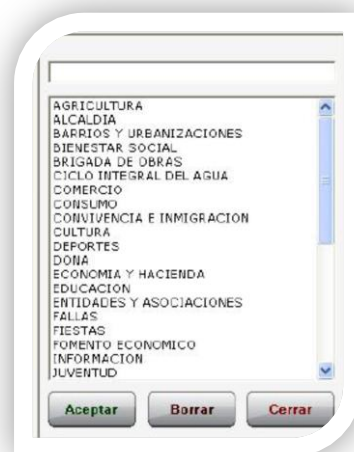 AGRICULTURA
ALCALDIA
BARRIOS Y URBANIZACIONES
BIENESTAR SOCIAL
BRIGADA DE OBRAS
CICLO INTEGRAL DEL AGUA
COMERCIO
CONSUMO
CONVIVENCIA E INMIGRACION
CULTURA
DEPORTES
DONA
ECONOMIA Y HACIENDA
EDUCACION
ENTIDADES Y ASOCIACIONES
FALLAS
FIESTAS
FOMENTO ECONOMICO
INFORMACION
JUVENTUD
Aceptar Borrar Cerrar